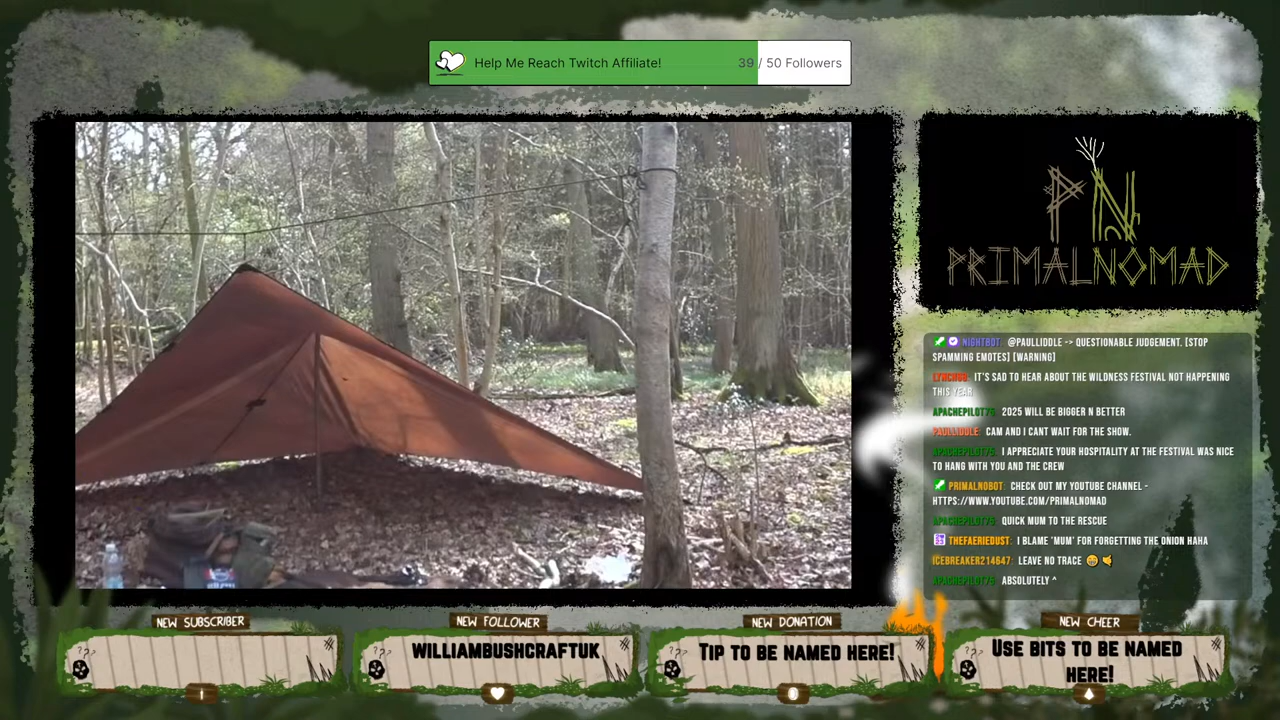 Help Me Reach Twitch Affiliate!
39 / 50 Followers
PN
PRIMALNOMAD
NIGHTBOT: @PAULLIDDLE -> QUESTIONABLE JUDGEMENT. [STOP
SPAMMING EMOTES] [WARNING]
IT'S SAD TO HEAR ABOUT THE WILDNESS FESTIVAL NOT HAPPENING
THIS YEAR
APACHEPILOT75: 2025 WILL BE BIGGER N BETTER
PAULLIDDLE: CAM AND I CANT WAIT FOR THE SHOW.
APACHEPILOT75: I APPRECIATE YOUR HOSPITALITY AT THE FESTIVAL WAS NICE
TO HANG WITH YOU AND THE CREW
PRIMALNOBOT: CHECK OUT MY YOUTUBE CHANNEL -
HTTPS://WWW.YOUTUBE.COM/PRIMALNOMAD
APACHEPILOT75: QUICK MUM TO THE RESCUE
THEFAERIEDUST: I BLAME 'MUM' FOR FORGETTING THE ONION HAHA
ICEBREAKER214647: LEAVE NO TRACE
APACHEPILOT75: ABSOLUTELY ^
NEW SUBSCRIBER
NEW FOLLOWER
WILLIAMBUSHCRAFTUK
NEW DONATION
TIP TO BE NAMED HERE!
NEW CHEER
USE BITS TO BE NAMED
HERE!